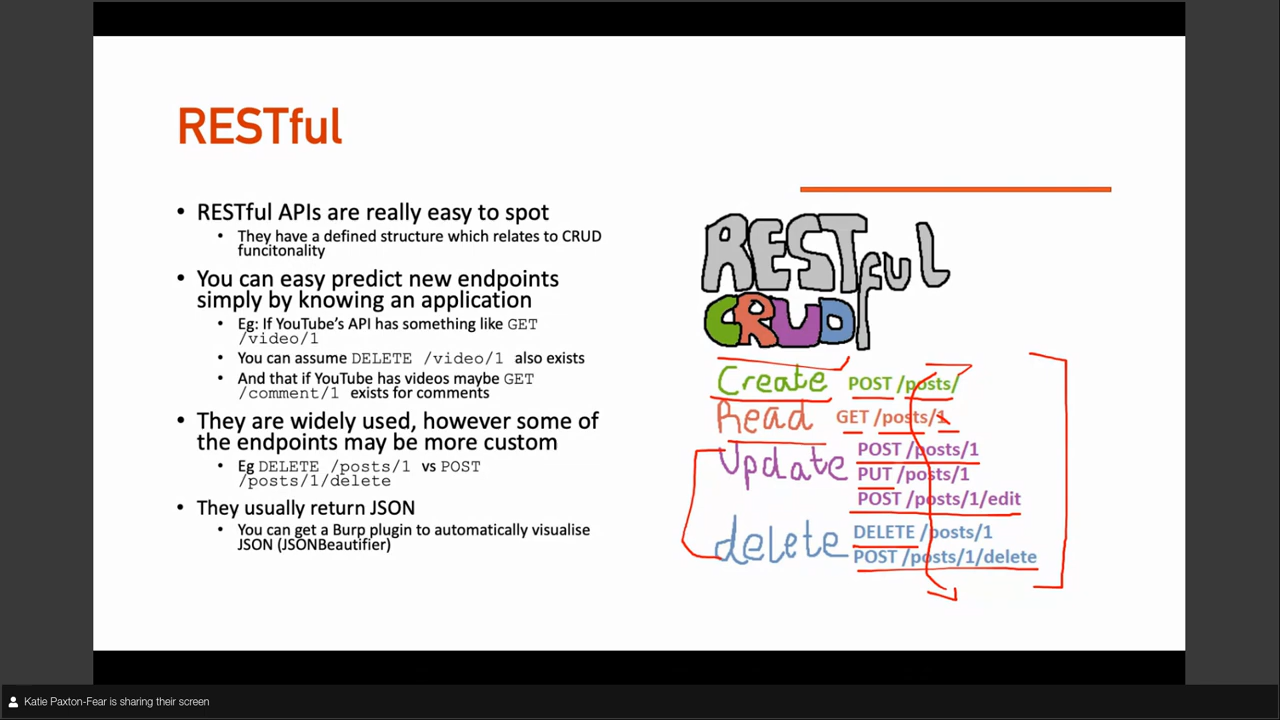 RESTful
• RESTful APIs are really easy to spot
• They have a defined structure which relates to CRUD
funcitonality
• You can easy predict new endpoints
simply by knowing an application
• Eg: If YouTube's API has something like GET
/video/1
• You can assume DELETE /video/1 also exists
• And that if YouTube has videos maybe GET
/comment/1 exists for comments
• They are widely used, however some of
the endpoints may be more custom
• Eg DELETE /posts/1 vs POST
/posts/1/delete
• They usually return JSON
• You can get a Burp plugin to automatically visualise
JSON (JSONBeautifier)
RESTful
CRUD
Create POST /posts/
Read GET /posts/1
Update POST /posts/1
PUT /posts/1
POST /posts/1/edit
delete DELETE /posts/1
POST /posts/1/delete
Katie Paxton-Fear is sharing their screen